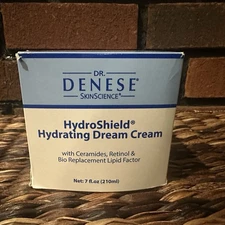 DR.
DENESE®
SKINSCIENCE®
HydroShield®
Hydrating Dream Cream
with Ceramides, Retinol &
Bio Replacement Lipid Factor
Net: 7 fl.oz (210ml)